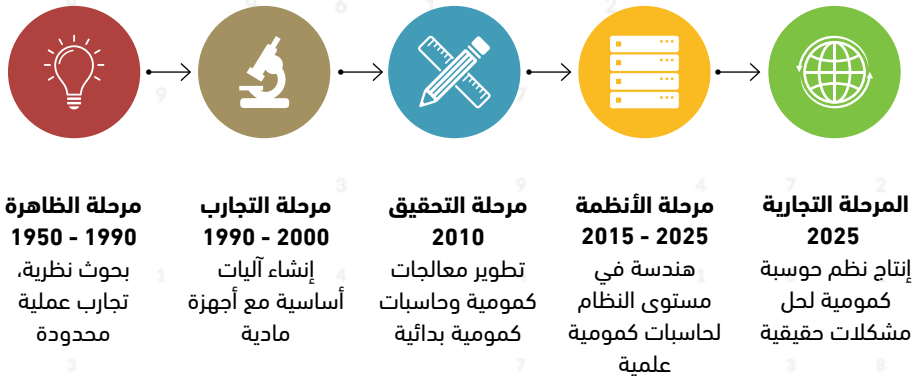 مرحلة الظاهرة
1950 - 1990
بحوث نظرية،
تجارب عملية
محدودة
مرحلة التجارب
1990 - 2000
إنشاء آليات
أساسية مع أجهزة
مادية
مرحلة التحقيق
2010
تطوير معالجات
كمومية وحاسبات
كمومية بدائية
مرحلة الأنظمة
2015 - 2025
هندسة في
مستوى النظام
لحاسبات كمومية
علمية
المرحلة التجارية
2025
إنتاج نظم حوسبة
كمومية لحل
مشكلات حقيقية